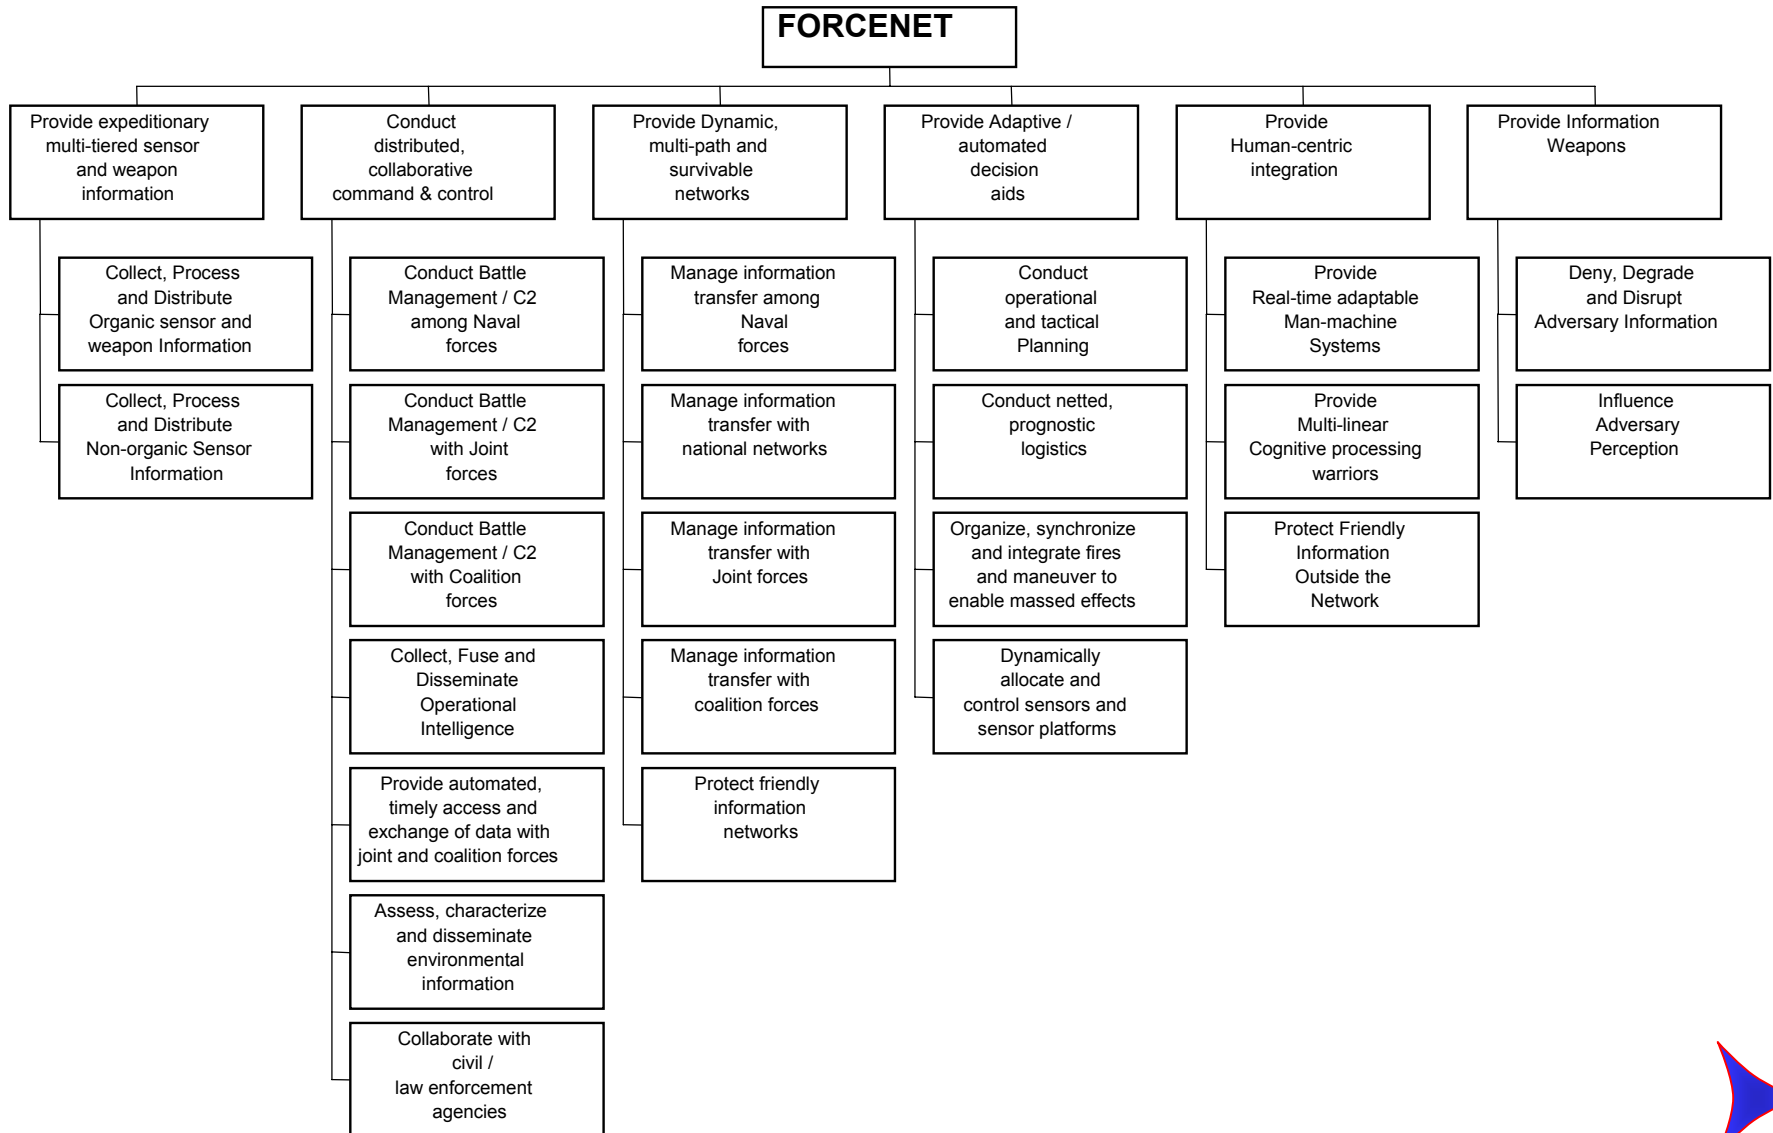 FORCENET
Provide expeditionary
multi-tiered sensor
and weapon
information
Collect, Process
and Distribute
Organic sensor and
weapon Information
Collect, Process
and Distribute
Non-organic Sensor
Information
Conduct
distributed,
collaborative
command & control
Conduct Battle
Management / C2
among Naval
forces
Conduct Battle
Management / C2
with Joint
forces
Conduct Battle
Management / C2
with Coalition
forces
Collect, Fuse and
Disseminate
Operational
Intelligence
Provide automated,
timely access and
exchange of data with
joint and coalition forces
Assess, characterize
and disseminate
environmental
information
Collaborate with
civil /
law enforcement
agencies
Provide Dynamic,
multi-path and
survivable
networks
Manage information
transfer among
Naval
forces
Manage information
transfer with
national networks
Manage information
transfer with
Joint forces
Manage information
transfer with
coalition forces
Protect friendly
information
networks
Provide Adaptive /
automated
decision
aids
Conduct
operational
and tactical
Planning
Conduct netted,
prognostic
logistics
Organize, synchronize
and integrate fires
and maneuver to
enable massed effects
Dynamically
allocate and
control sensors and
sensor platforms
Provide
Human-centric
integration
Provide
Real-time adaptable
Man-machine
Systems
Provide
Multi-linear
Cognitive processing
warriors
Protect Friendly
Information
Outside the
Network
Provide Information
Weapons
Deny, Degrade
and Disrupt
Adversary Information
Influence
Adversary
Perception